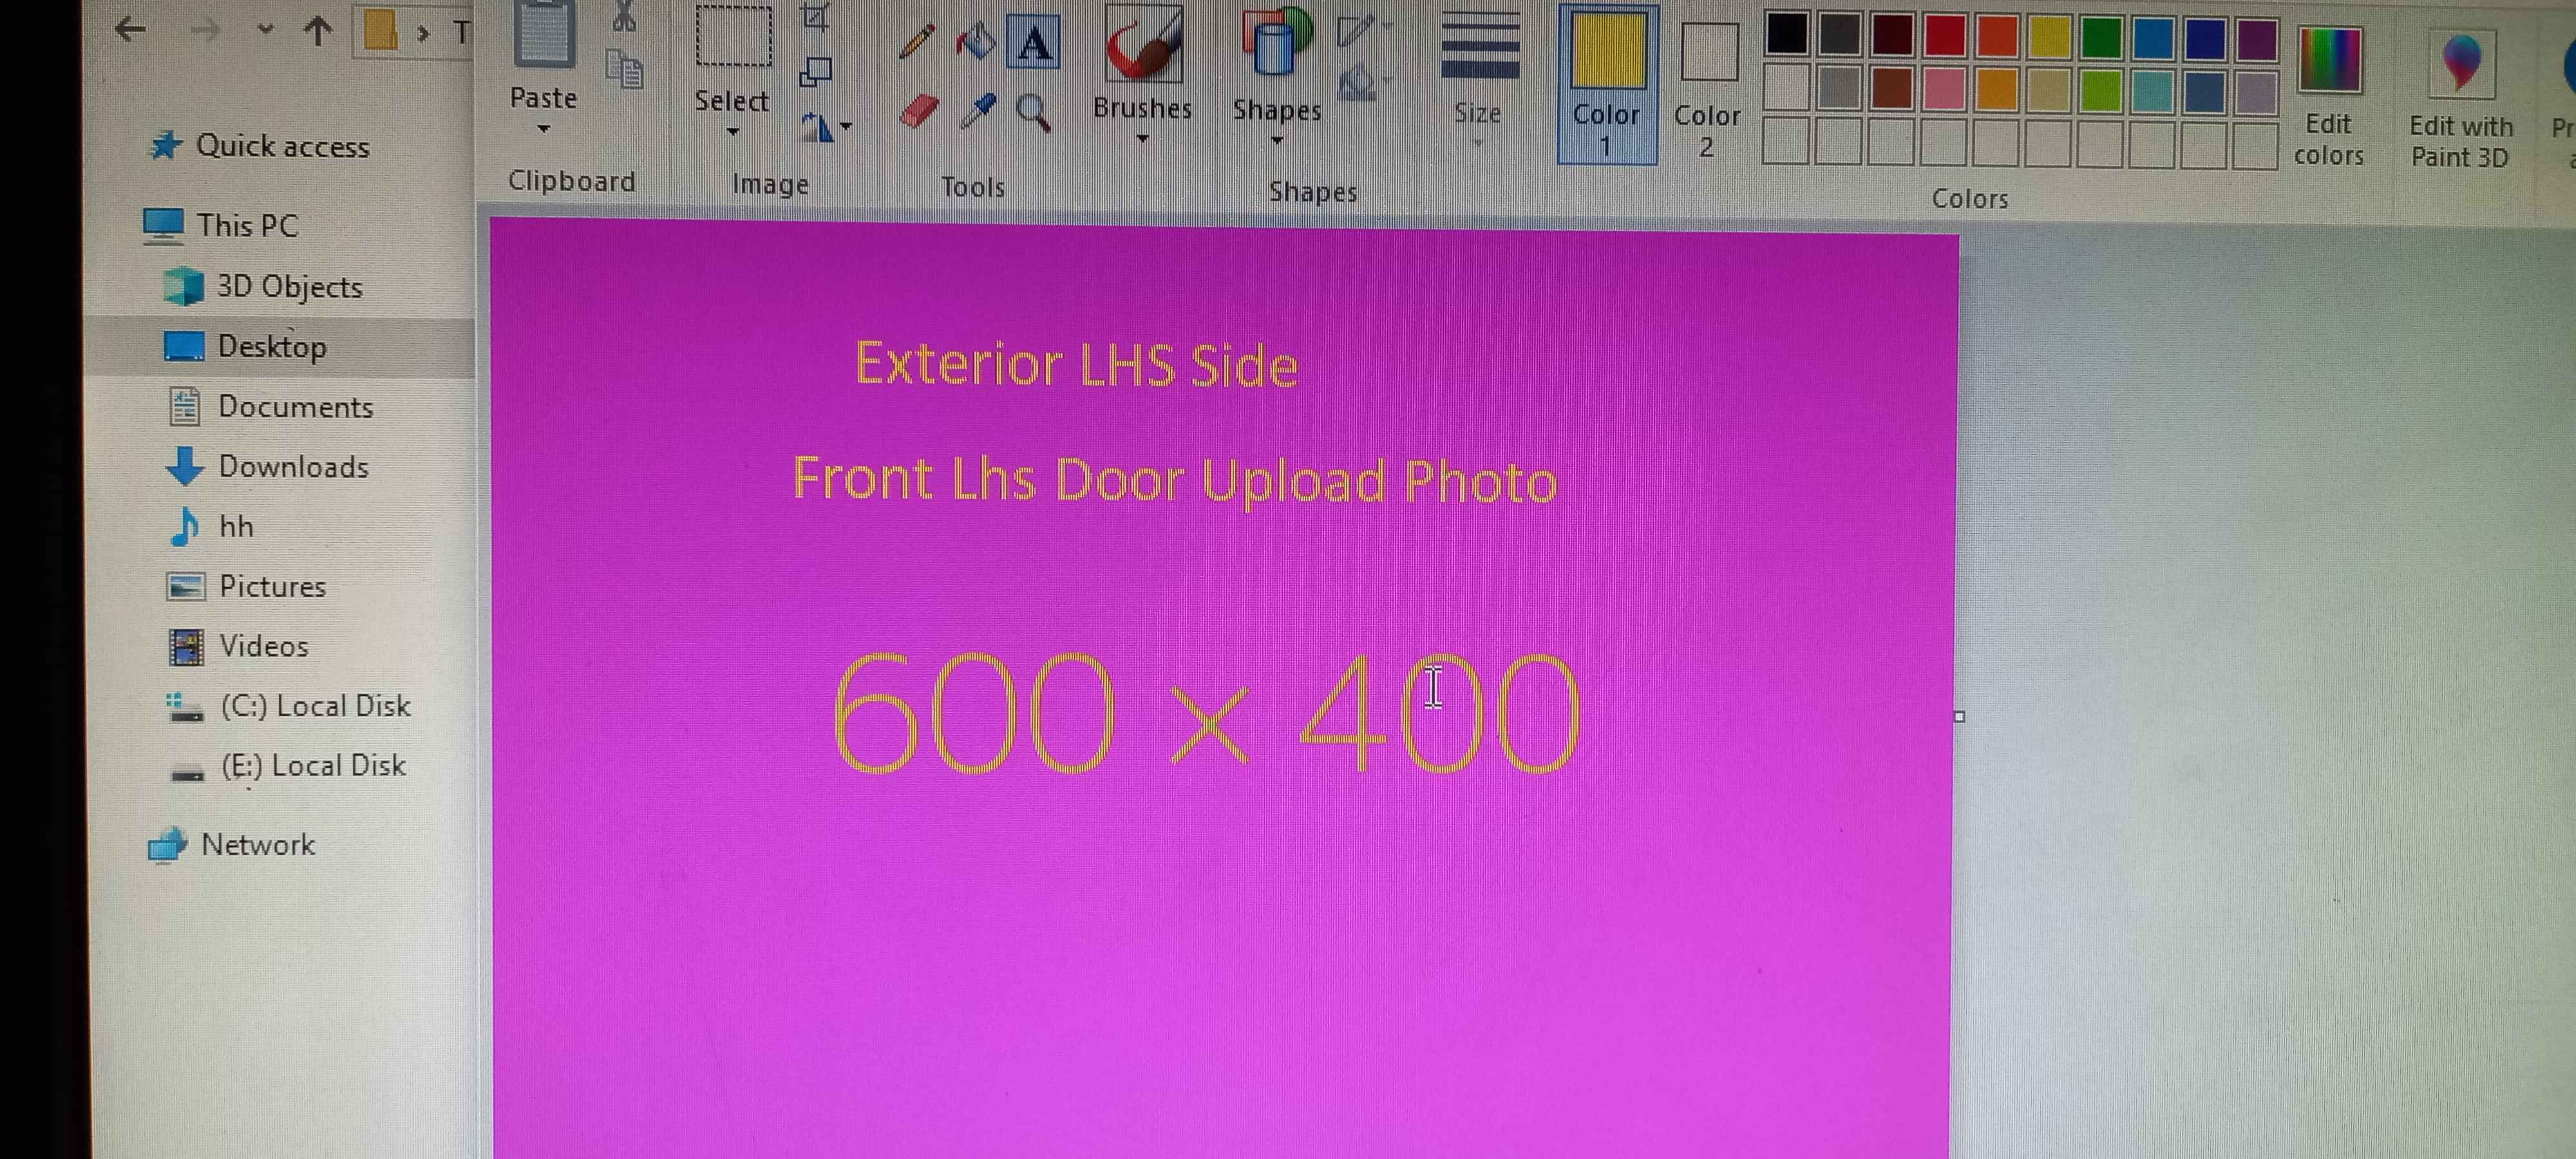 T
Quick access
This PC
3D Objects
Desktop
Documents
Downloads
hh
Pictures
Videos
(C:) Local Disk
(E:) Local Disk
Network
Paste
Clipboard
Select
Image
A
Tools
Brushes
Shapes
Shapes
Size
Color 1
Color 2
Edit colors
Edit with Paint 3D
Colors
Exterior LHS Side
Front Lhs Door Upload Photo
600 × 400